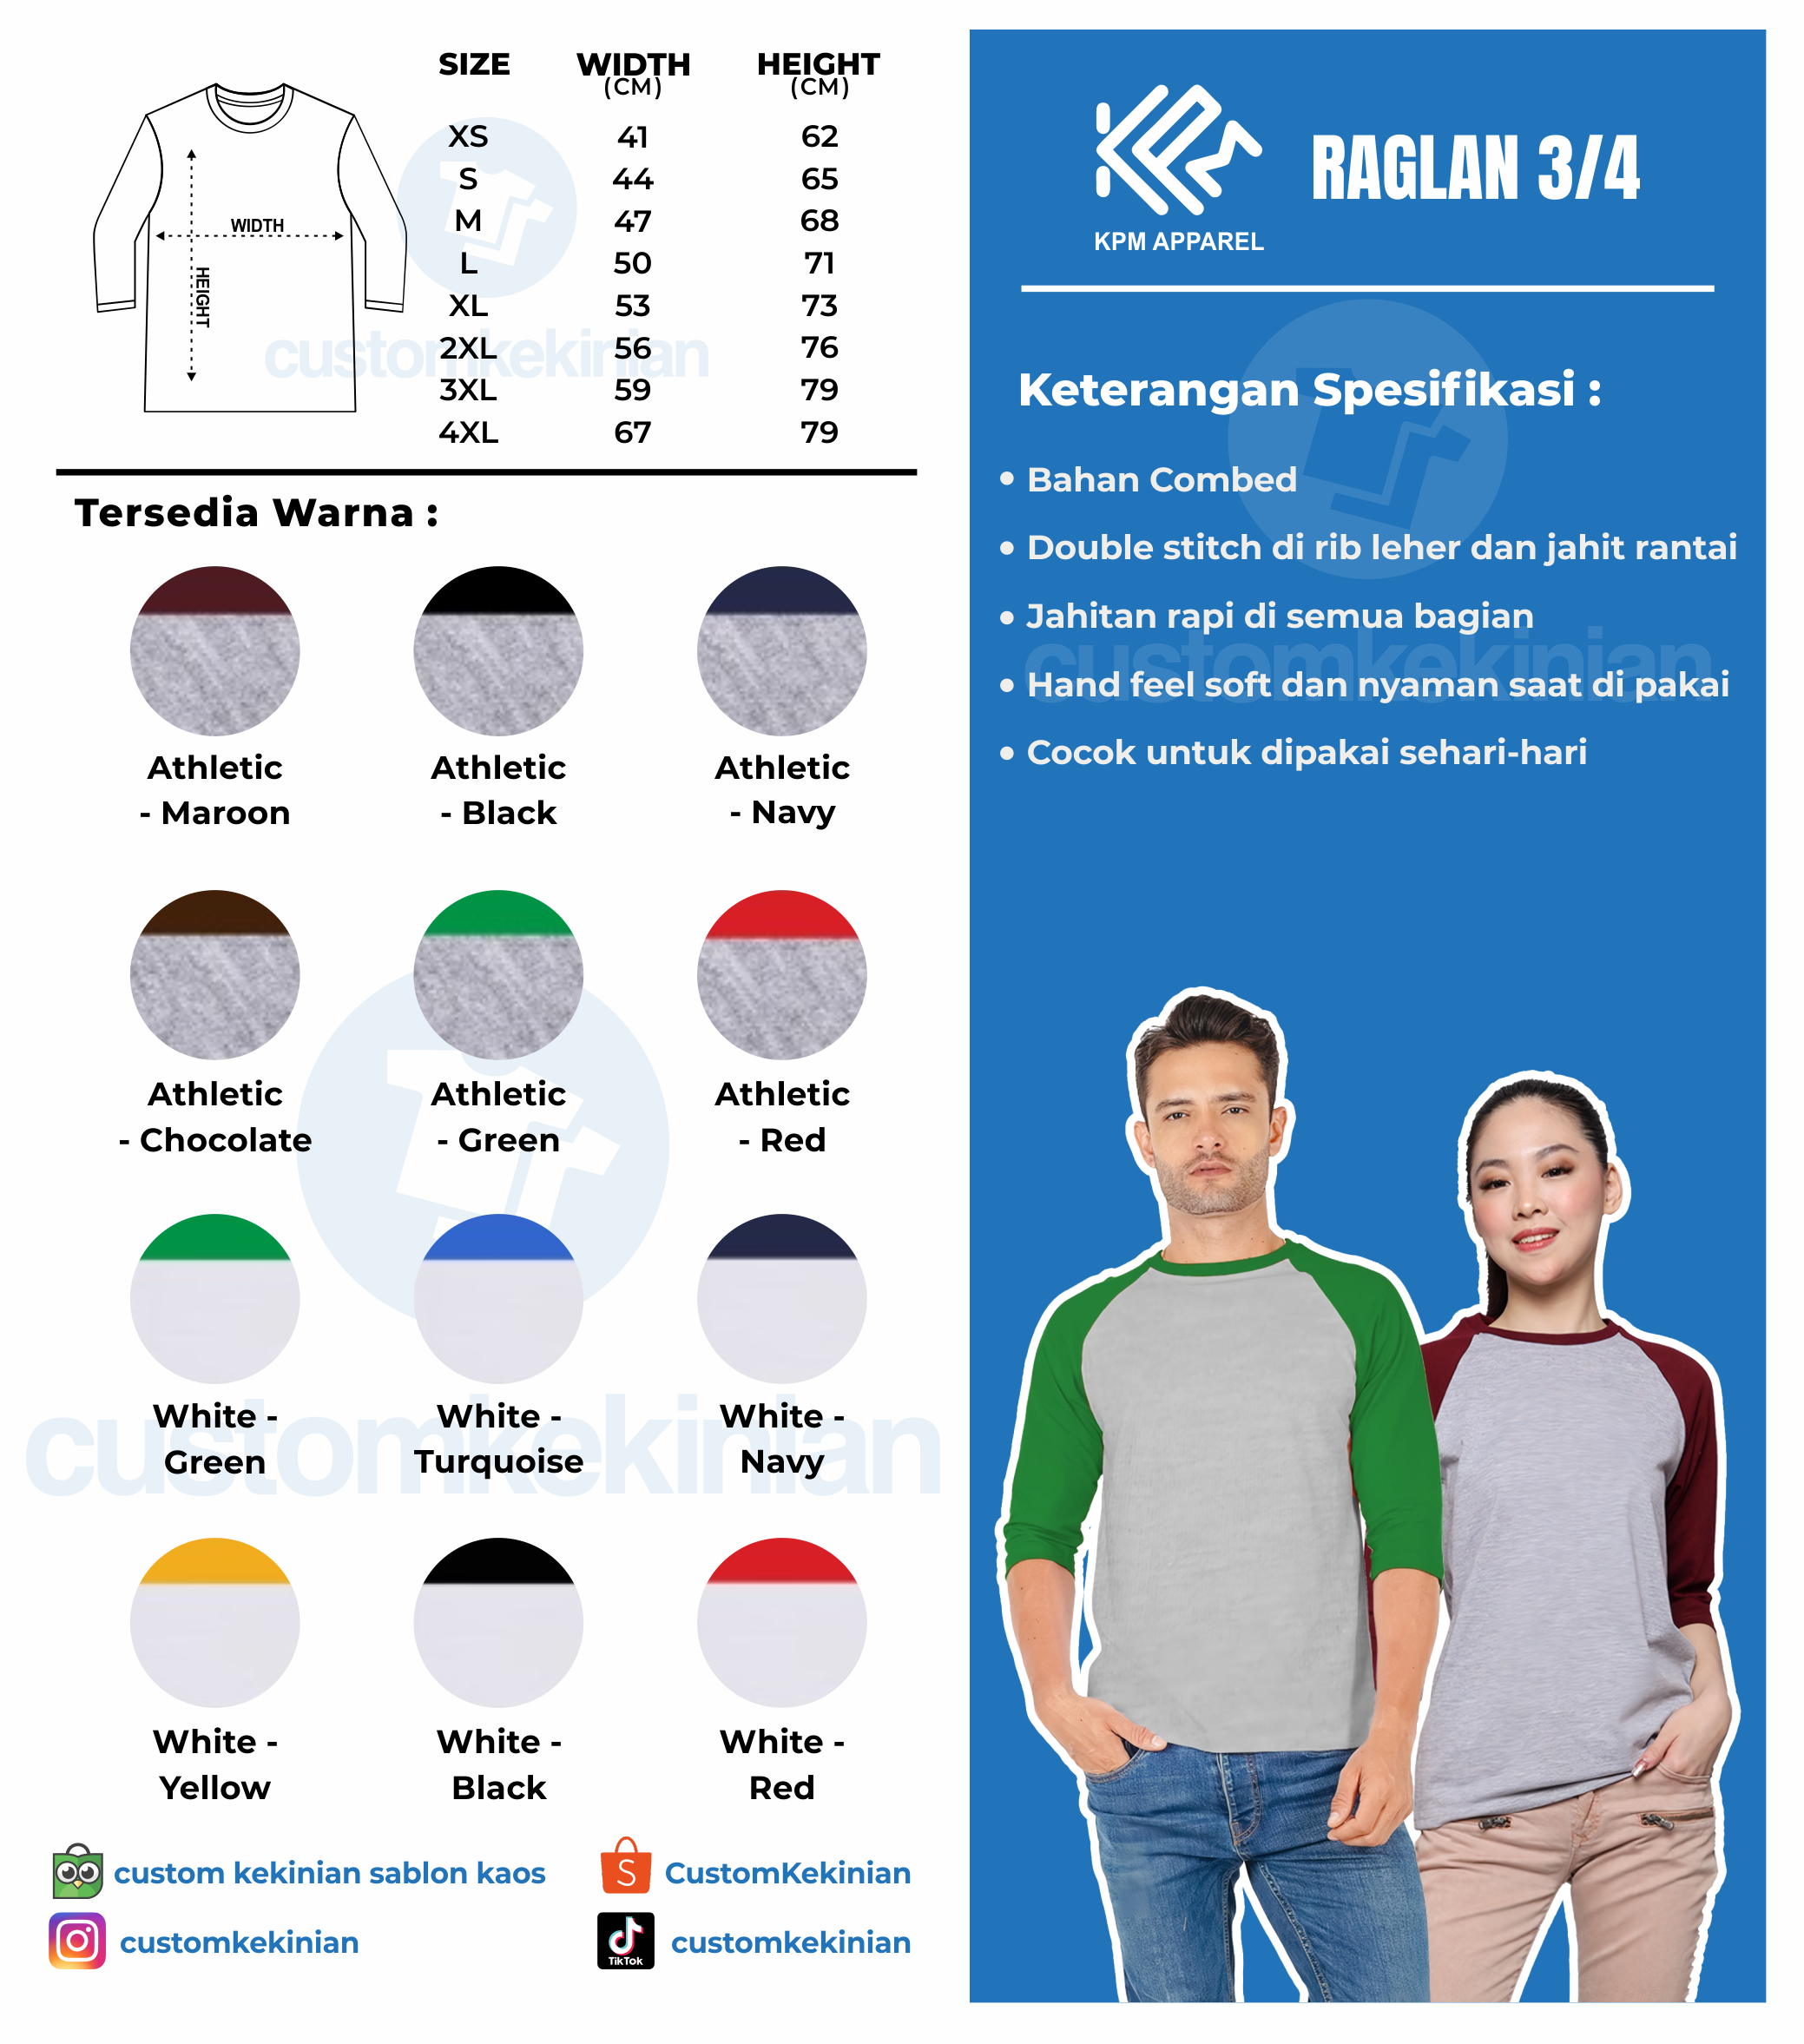 SIZE WIDTH HEIGHT
(CM) (CM)
XS 41 62
S 44 65
M 47 68
L 50 71
XL 53 73
2XL 56 76
3XL 59 79
4XL 67 79
WIDTH
HEIGHT
customkekinian
Tersedia Warna :
Athletic
- Maroon
Athletic
- Black
Athletic
- Navy
Athletic
- Chocolate
Athletic
- Green
Athletic
- Red
White -
Green
White -
Turquoise
White -
Navy
customkekinian
White -
Yellow
White -
Black
White -
Red
custom kekinian sablon kaos
S CustomKekinian
customkekinian
TikTok customkekinian
KPM APPAREL
RAGLAN 3/4
Keterangan Spesifikasi :
• Bahan Combed
• Double stitch di rib leher dan jahit rantai
• Jahitan rapi di semua bagian
customkekinian
• Hand feel soft dan nyaman saat di pakai
• Cocok untuk dipakai sehari-hari